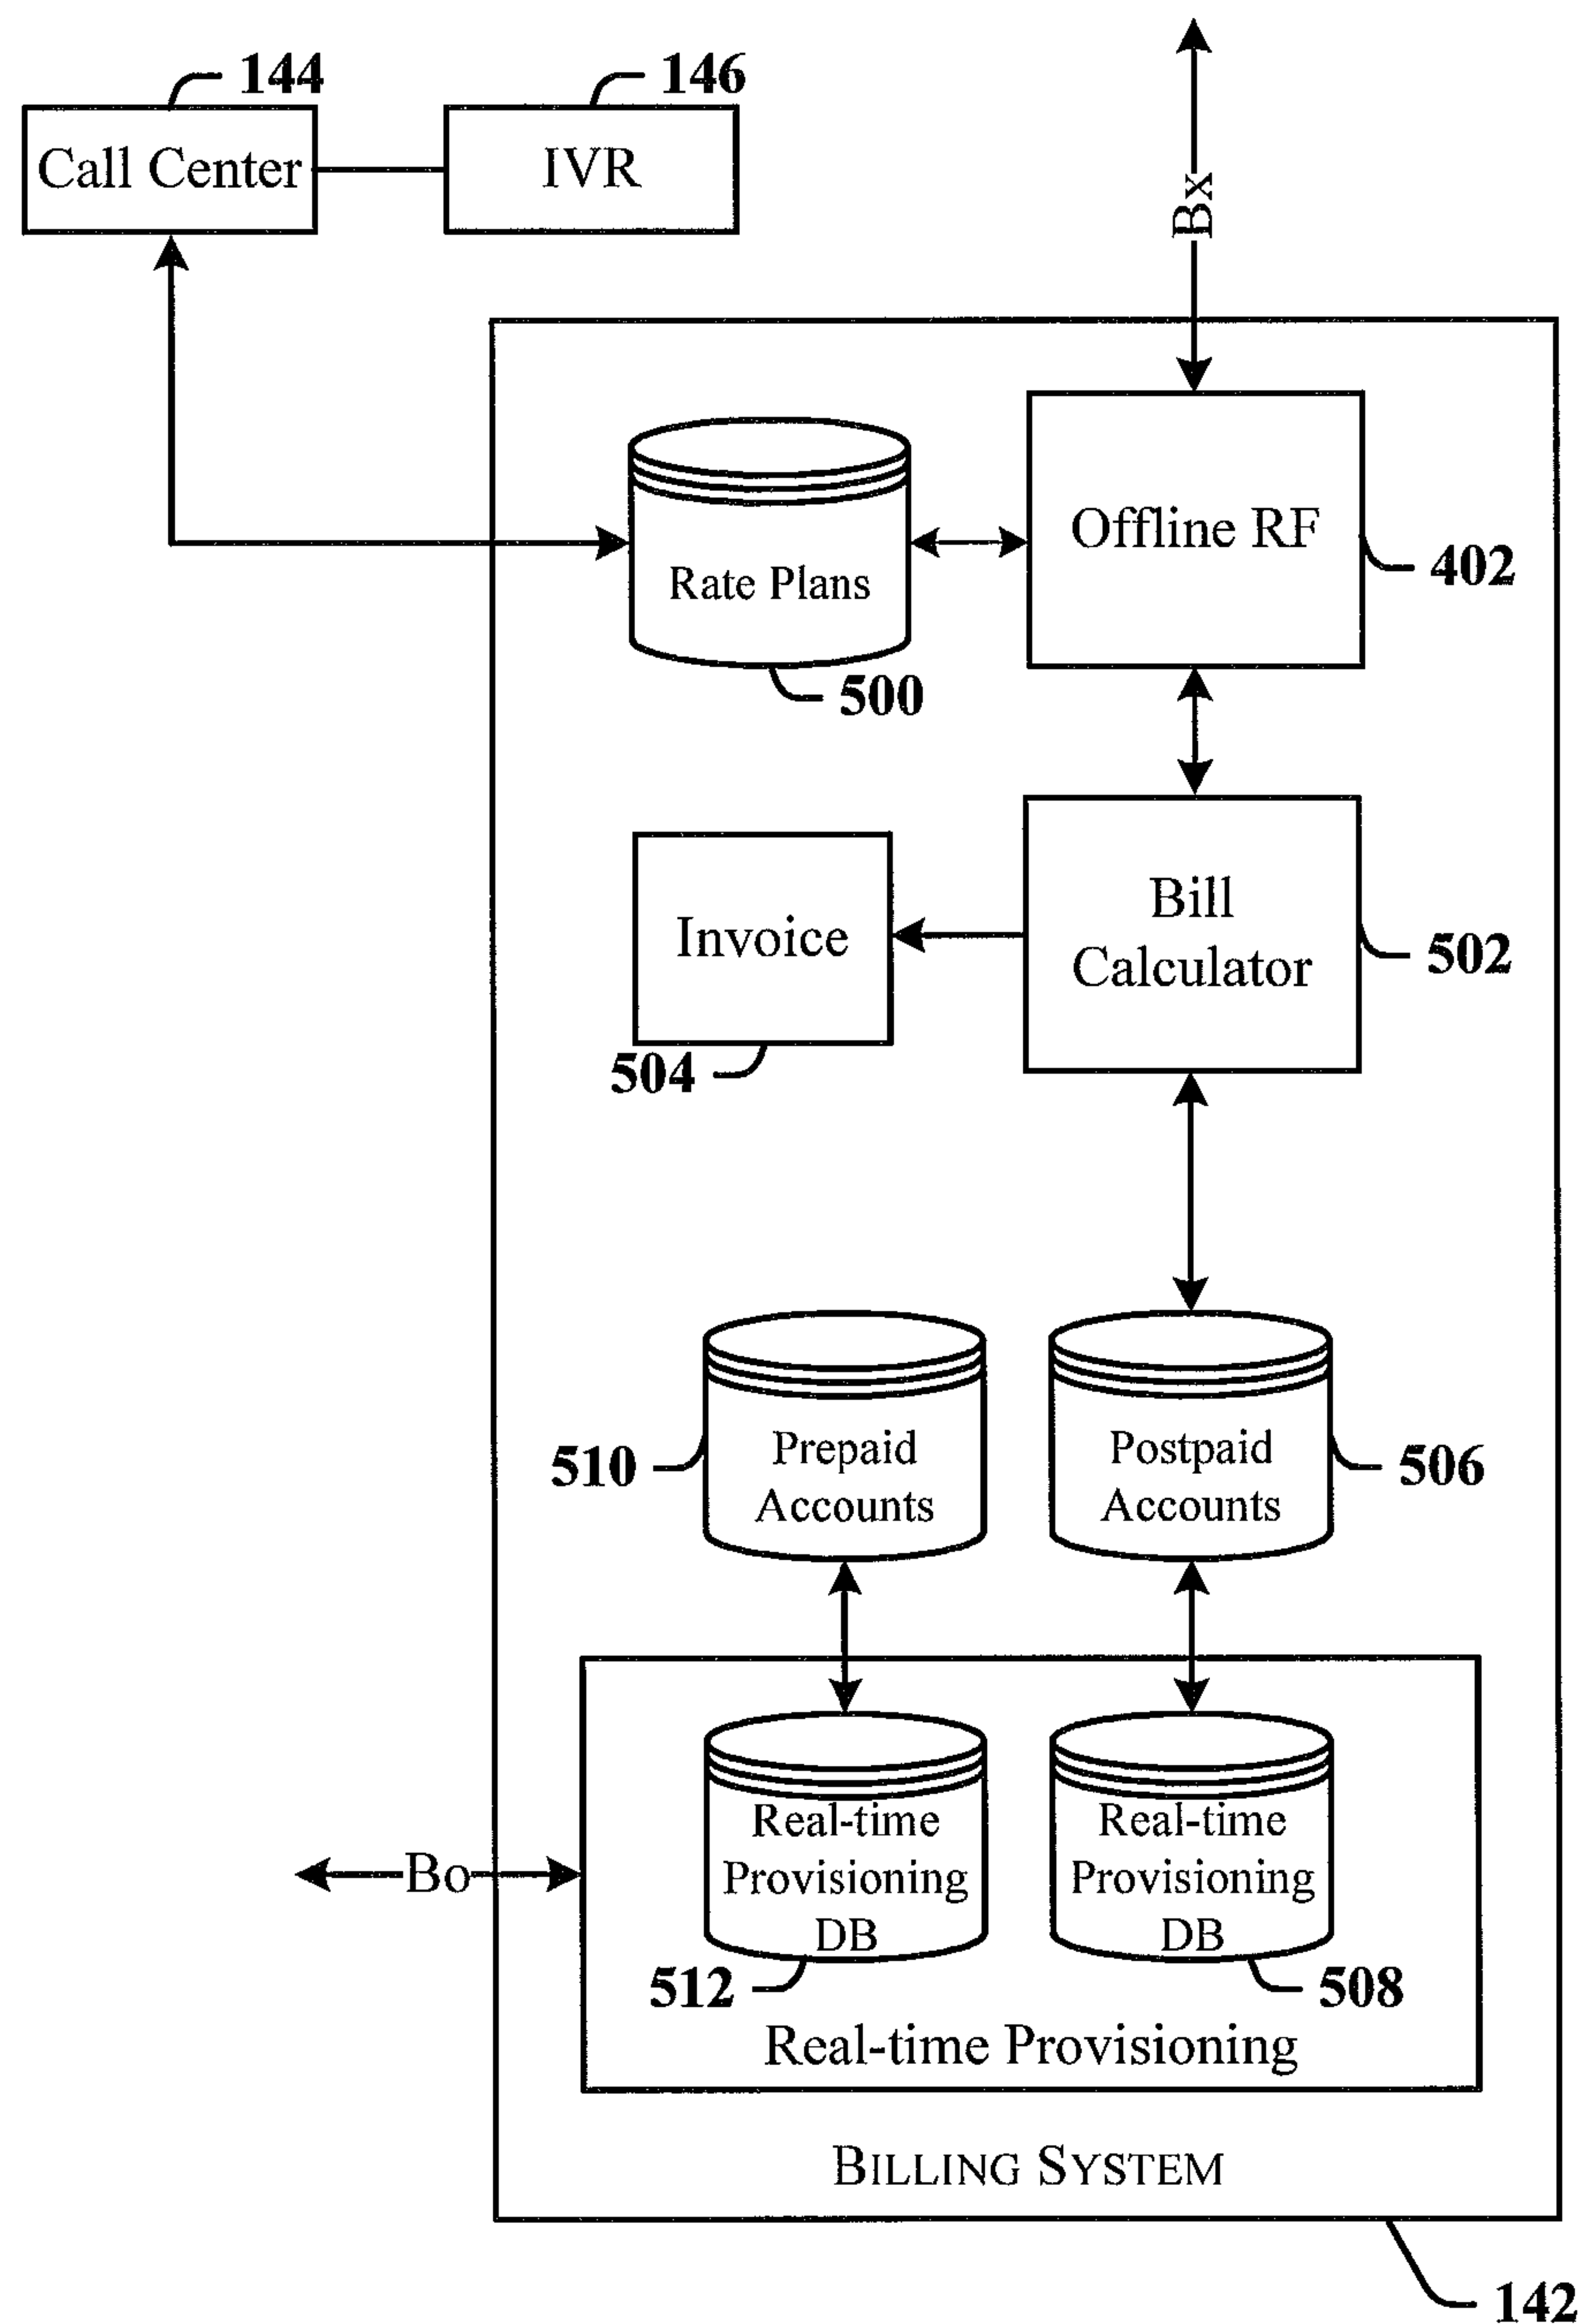 144
146
Call Center
IVR
Bx
Offline RF
402
Rate Plans
500
Bill
Calculator
502
Invoice
504
Prepaid
Accounts
510
Postpaid
Accounts
506
Real-time
Provisioning
DB
512
Real-time
Provisioning
DB
508
Bo
Real-time Provisioning
BILLING SYSTEM
142